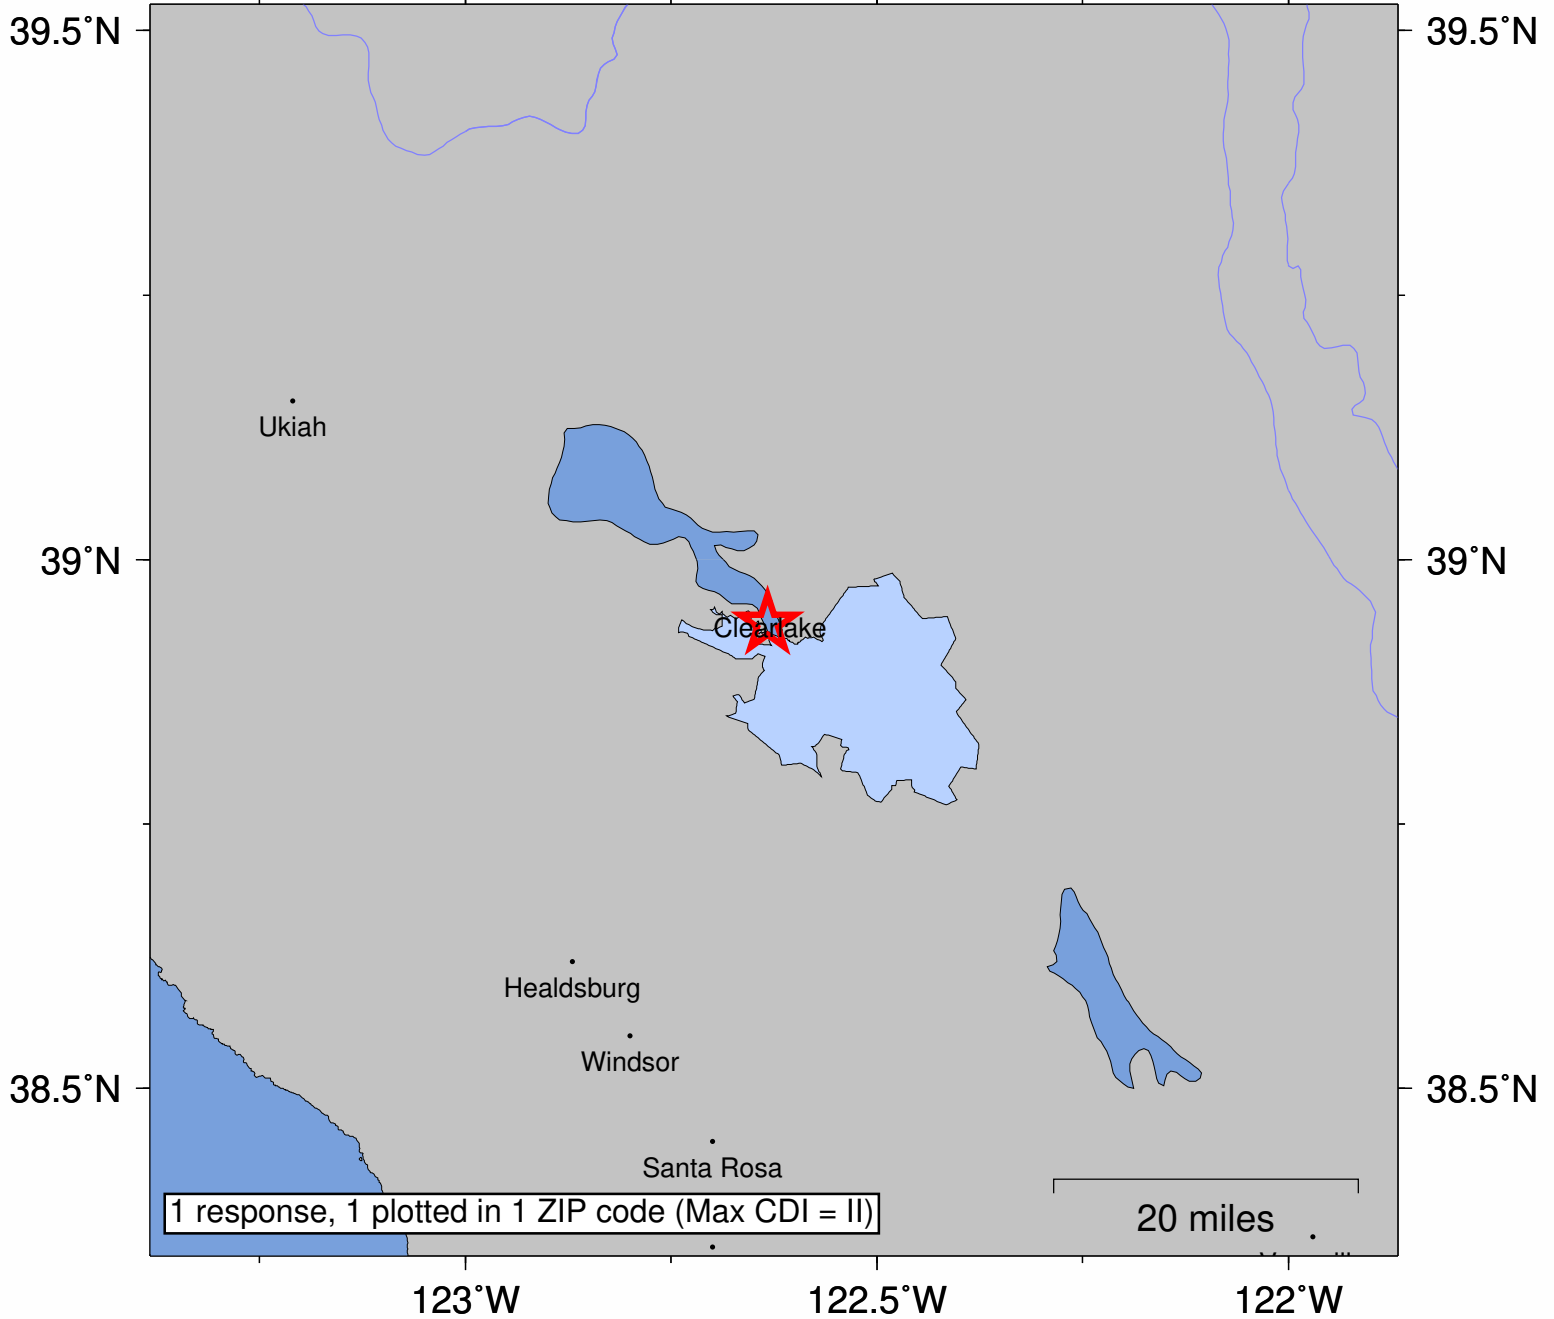 39.5˚N 39.5˚N
Ukiah
39˚N 39˚N
Clearlake
Healdsburg
Windsor
38.5˚N 38.5˚N
Santa Rosa
1 response, 1 plotted in 1 ZIP code (Max CDI = II)
20 miles
123˚W 122.5˚W 122˚W